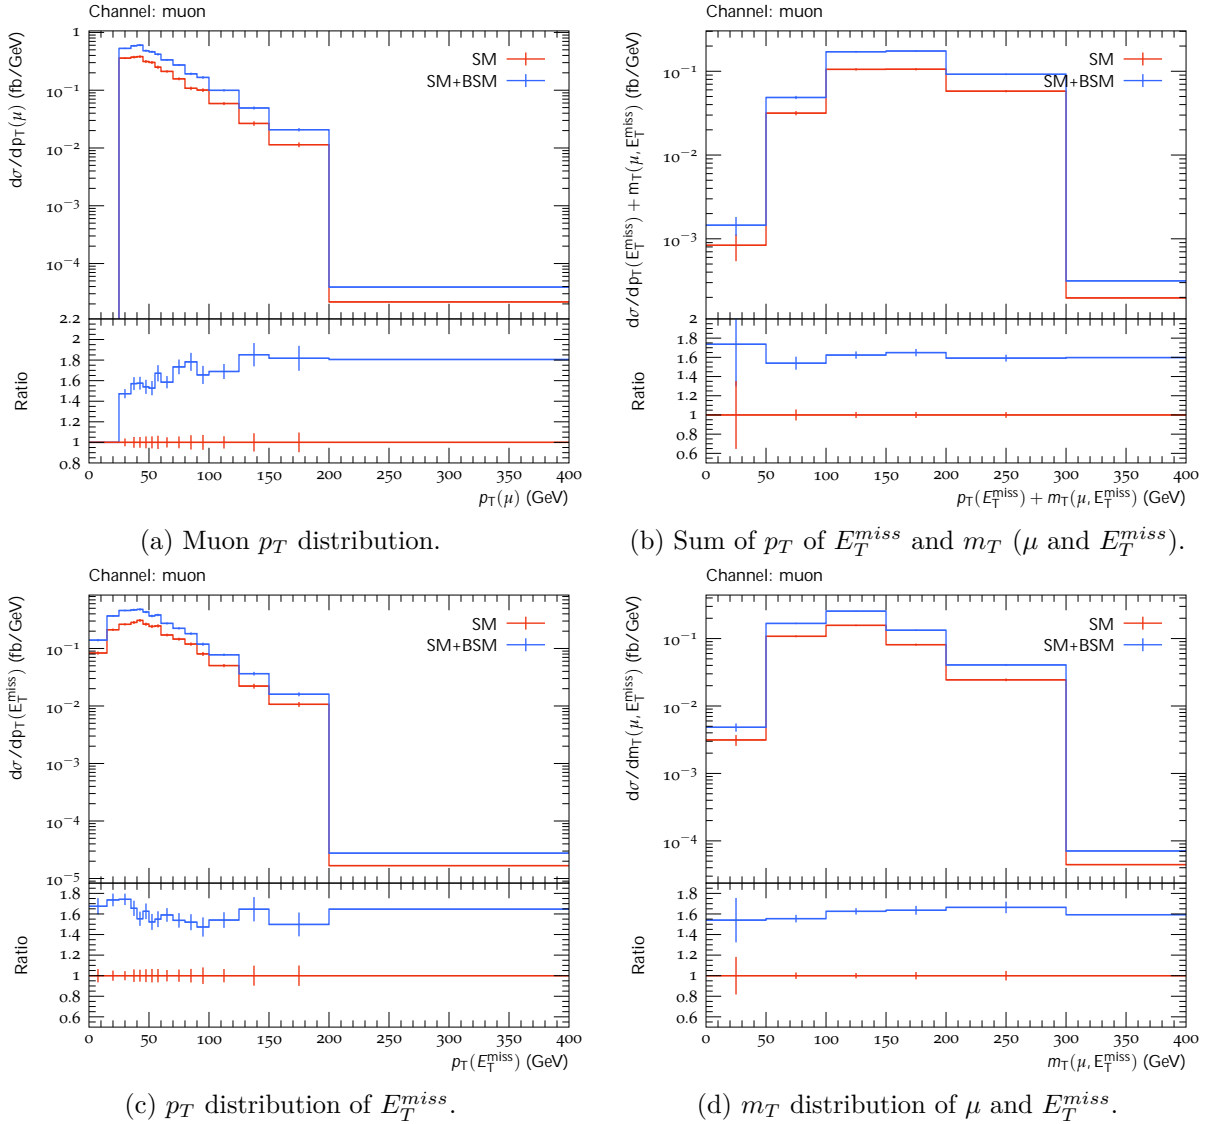 Channel: muon
dσ/dp_T(μ) (fb/GeV)
1
10^−1
10^−2
10^−3
10^−4
SM
SM+BSM
Ratio
2.2
2
1.8
1.6
1.4
1.2
1
0.8
0 50 100 150 200 250 300 350 400
p_T(μ) (GeV)
(a) Muon p_T distribution.
Channel: muon
dσ/dp_T(E_T^miss) + m_T(μ, E_T^miss) (fb/GeV)
10^−1
10^−2
10^−3
SM
SM+BSM
Ratio
1.8
1.6
1.4
1.2
1
0.8
0.6
0 50 100 150 200 250 300 350 400
p_T(E_T^miss) + m_T(μ, E_T^miss) (GeV)
(b) Sum of p_T of E_T^miss and m_T (μ and E_T^miss).
Channel: muon
dσ/dp_T(E_T^miss) (fb/GeV)
10^−1
10^−2
10^−3
10^−4
10^−5
SM
SM+BSM
Ratio
1.8
1.6
1.4
1.2
1
0.8
0.6
0 50 100 150 200 250 300 350 400
p_T(E_T^miss) (GeV)
(c) p_T distribution of E_T^miss.
Channel: muon
dσ/dm_T(μ, E_T^miss) (fb/GeV)
10^−1
10^−2
10^−3
10^−4
SM
SM+BSM
Ratio
1.8
1.6
1.4
1.2
1
0.8
0.6
0 50 100 150 200 250 300 350 400
m_T(μ, E_T^miss) (GeV)
(d) m_T distribution of μ and E_T^miss.